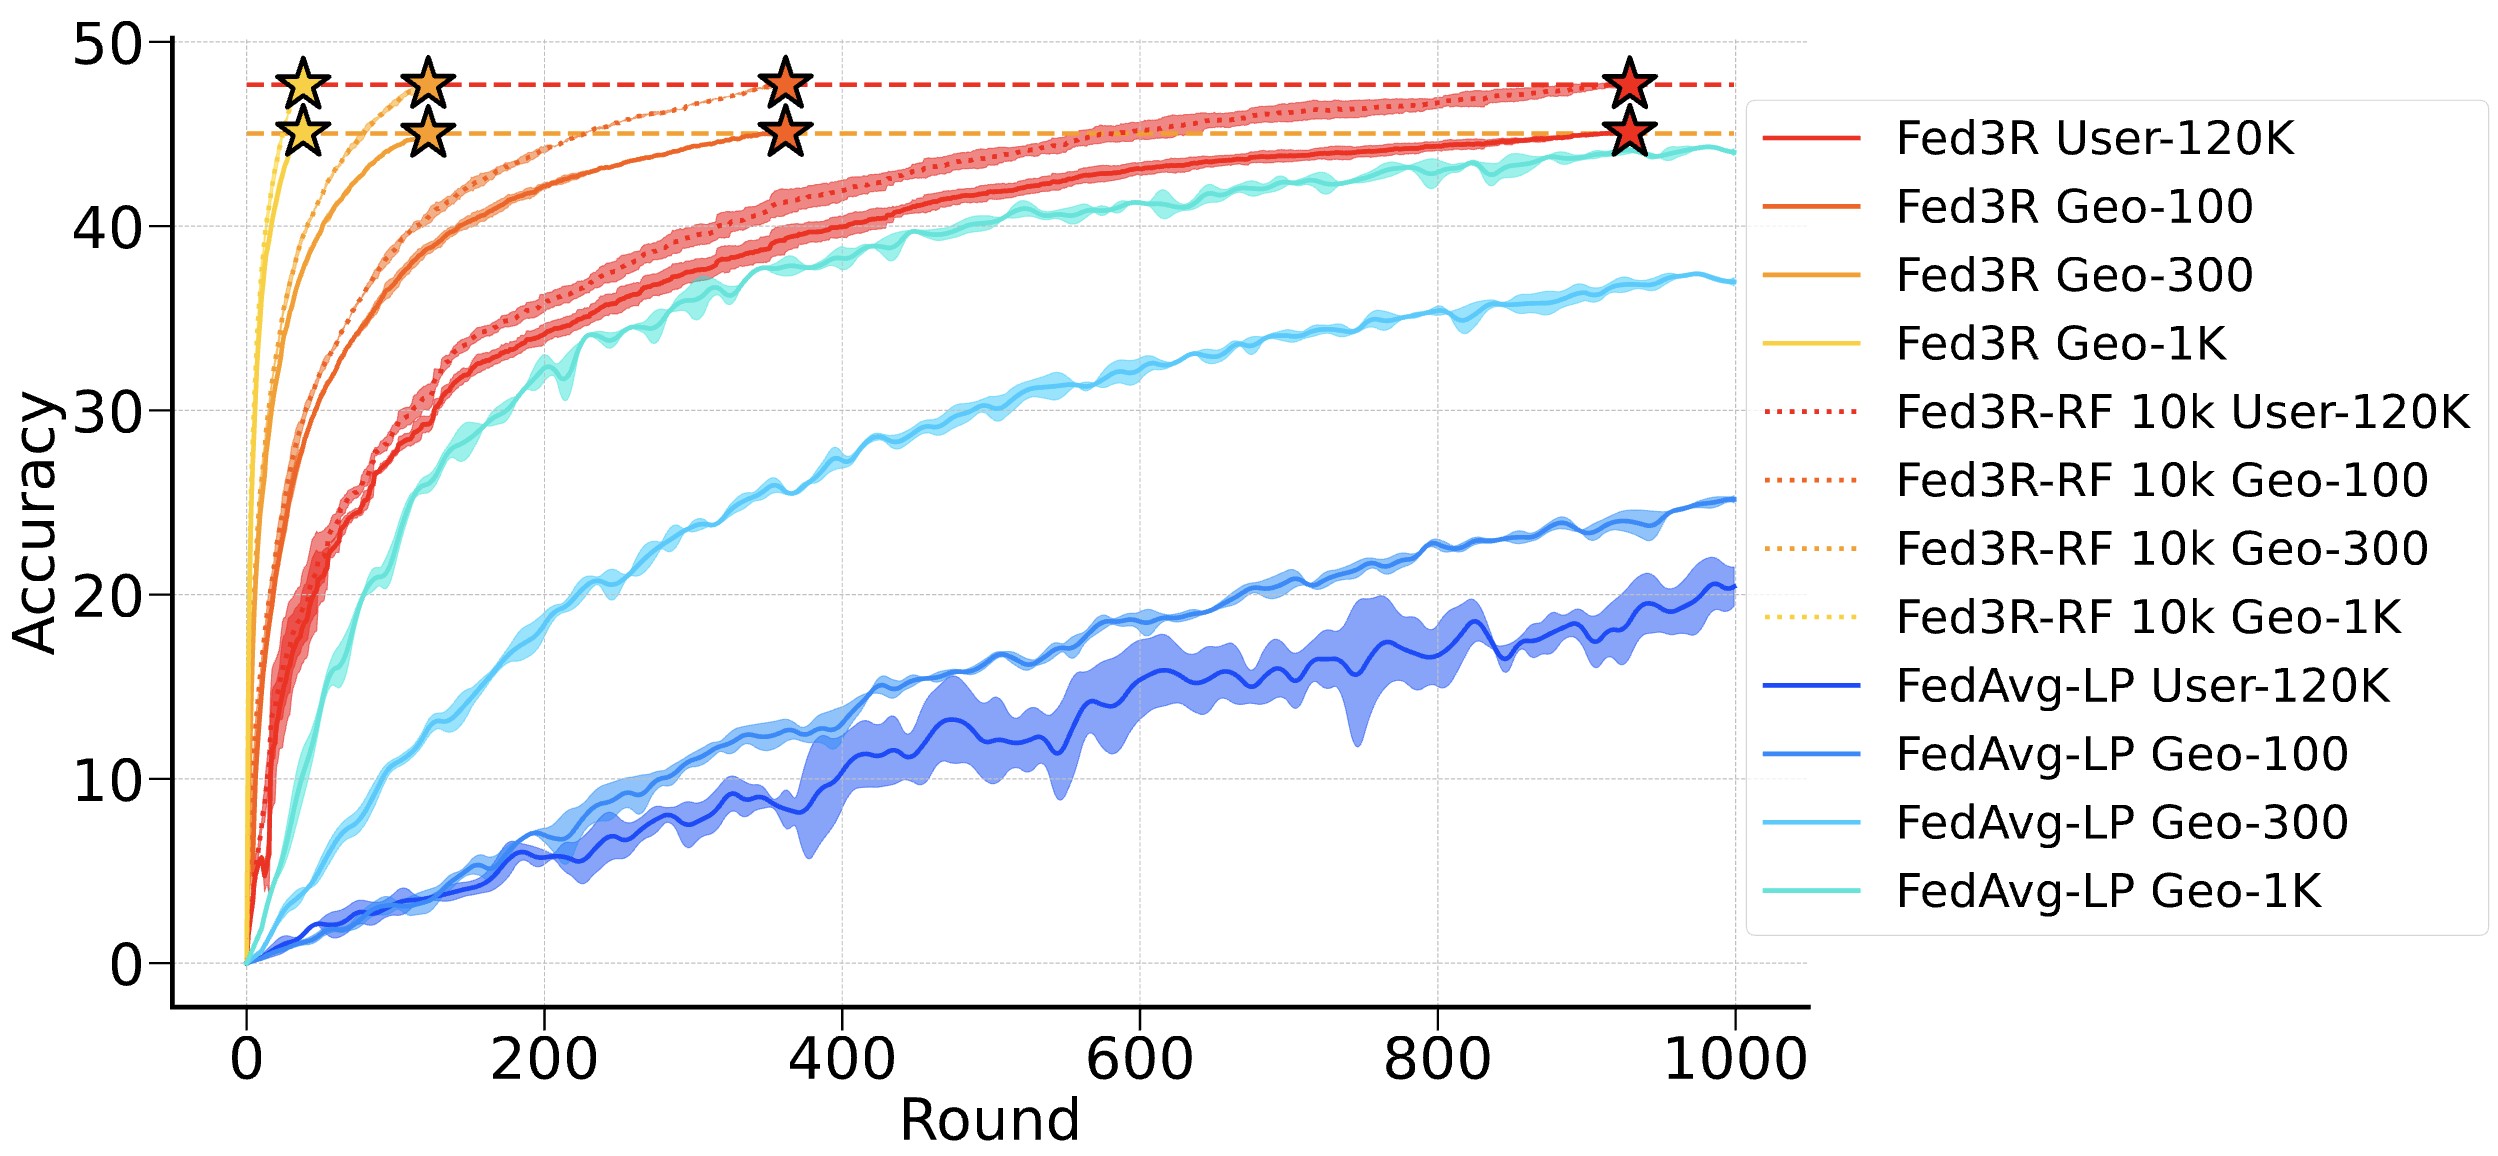 50
40
30
20
10
0
Accuracy
0
200
400
600
800
1000
Round
Fed3R User-120K
Fed3R Geo-100
Fed3R Geo-300
Fed3R Geo-1K
Fed3R-RF 10k User-120K
Fed3R-RF 10k Geo-100
Fed3R-RF 10k Geo-300
Fed3R-RF 10k Geo-1K
FedAvg-LP User-120K
FedAvg-LP Geo-100
FedAvg-LP Geo-300
FedAvg-LP Geo-1K